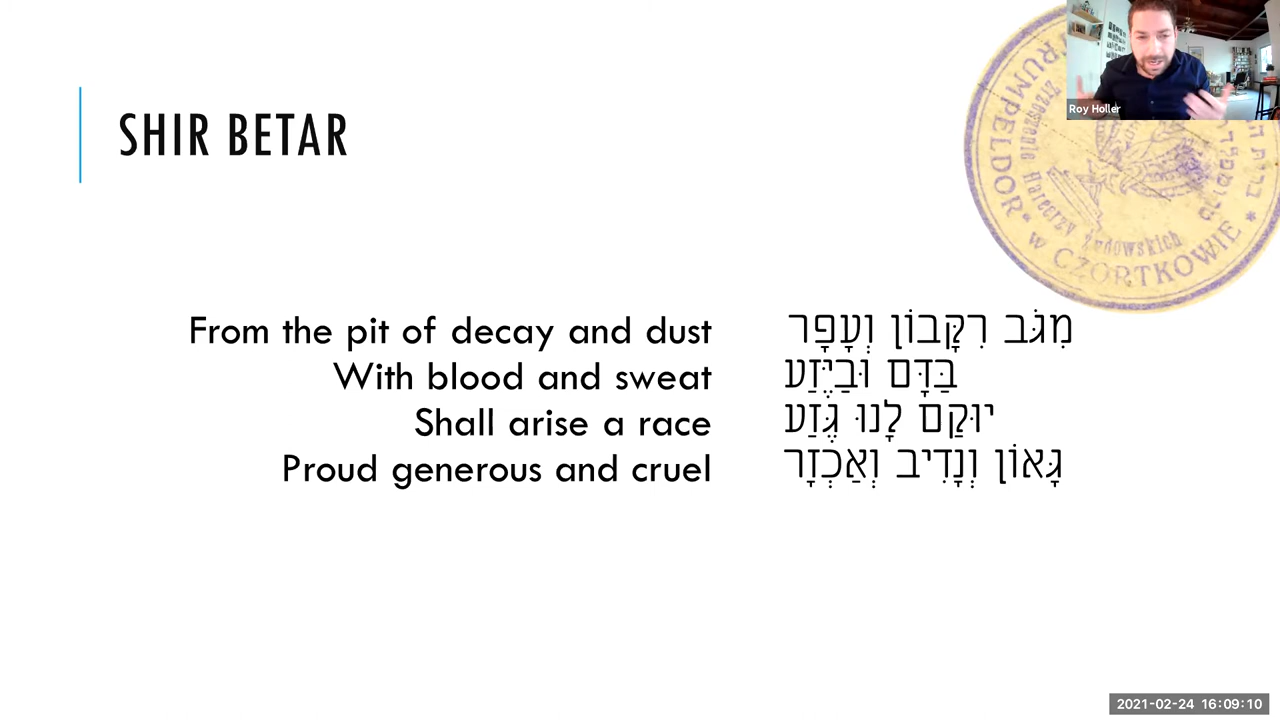 SHIR BETAR
From the pit of decay and dust
With blood and sweat
Shall arise a race
Proud generous and cruel
מִגֹּב רִקָּבוֹן וְעָפָר
בַּדָּם וּבַיֶּזַע
יוּקַם לָנוּ גֶּזַע
גָּאוֹן וְנָדִיב וְאַכְזָר
TRUMPELDOR" w CZORTKOWIE *
Żydowskich
Roy Holler
2021-02-24 16:09:10